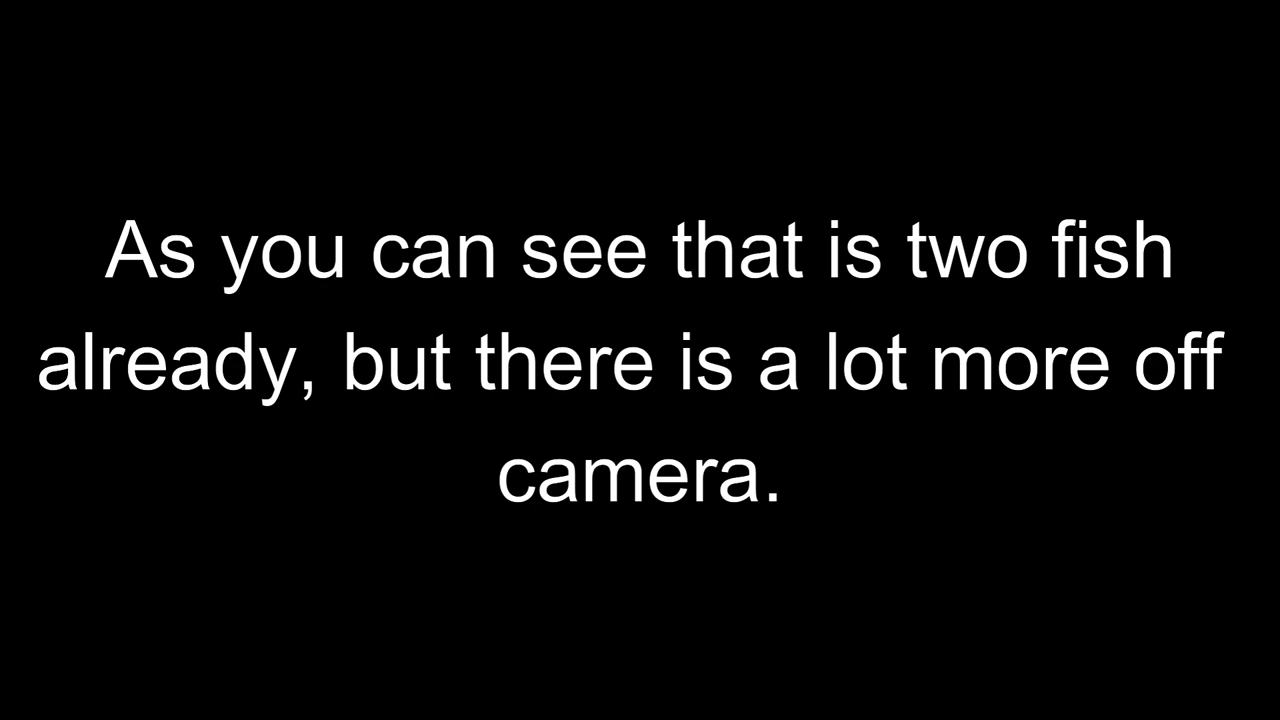 As you can see that is two fish
already, but there is a lot more off
camera.